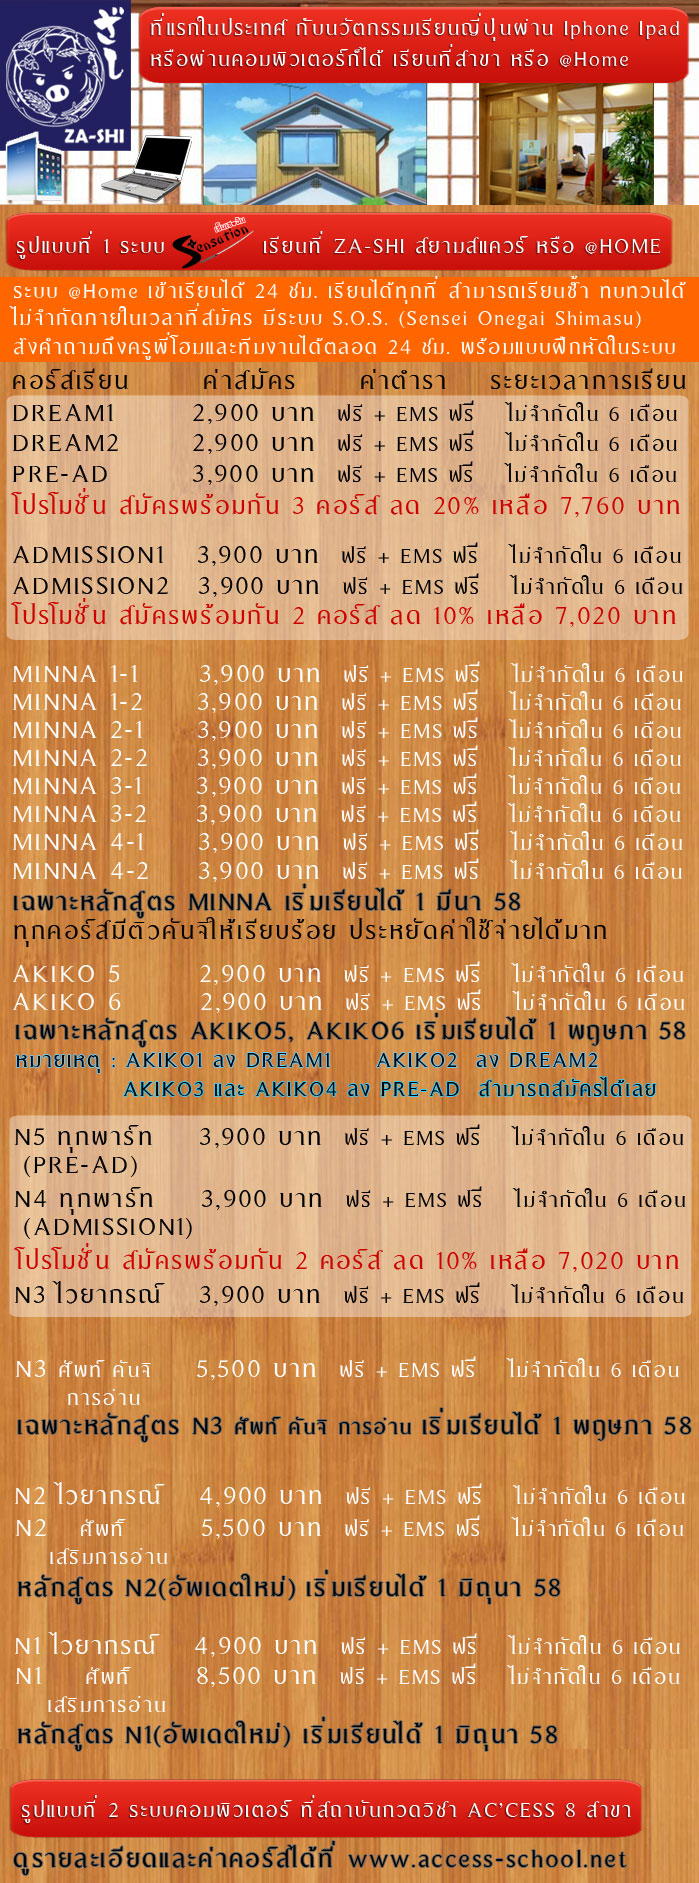 ざし
ZA-SHI
ที่แรกในประเทศ กับนวัตกรรมเรียนญี่ปุ่นผ่าน Iphone Ipad
หรือผ่านคอมพิวเตอร์ก็ได้ เรียนที่สาขา หรือ @Home
รูปแบบที่ 1 ระบบ Sensation เรียนที่ ZA-SHI สยามสแควร์ หรือ @HOME
ระบบ @Home เข้าเรียนได้ 24 ชม. เรียนได้ทุกที่ สามารถเรียนซ้ำ ทบทวนได้
ไม่จำกัดภายในเวลาที่สมัคร มีระบบ S.O.S. (Sensei Onegai Shimasu)
ส่งคำถามถึงครูพี่โฮมและทีมงานได้ตลอด 24 ชม. พร้อมแบบฝึกหัดในระบบ
คอร์สเรียน ค่าสมัคร ค่าตำรา ระยะเวลาการเรียน
DREAM1 2,900 บาท ฟรี + EMS ฟรี ไม่จำกัดใน 6 เดือน
DREAM2 2,900 บาท ฟรี + EMS ฟรี ไม่จำกัดใน 6 เดือน
PRE-AD 3,900 บาท ฟรี + EMS ฟรี ไม่จำกัดใน 6 เดือน
โปรโมชั่น สมัครพร้อมกัน 3 คอร์ส ลด 20% เหลือ 7,760 บาท
ADMISSION1 3,900 บาท ฟรี + EMS ฟรี ไม่จำกัดใน 6 เดือน
ADMISSION2 3,900 บาท ฟรี + EMS ฟรี ไม่จำกัดใน 6 เดือน
โปรโมชั่น สมัครพร้อมกัน 2 คอร์ส ลด 10% เหลือ 7,020 บาท
MINNA 1-1 3,900 บาท ฟรี + EMS ฟรี ไม่จำกัดใน 6 เดือน
MINNA 1-2 3,900 บาท ฟรี + EMS ฟรี ไม่จำกัดใน 6 เดือน
MINNA 2-1 3,900 บาท ฟรี + EMS ฟรี ไม่จำกัดใน 6 เดือน
MINNA 2-2 3,900 บาท ฟรี + EMS ฟรี ไม่จำกัดใน 6 เดือน
MINNA 3-1 3,900 บาท ฟรี + EMS ฟรี ไม่จำกัดใน 6 เดือน
MINNA 3-2 3,900 บาท ฟรี + EMS ฟรี ไม่จำกัดใน 6 เดือน
MINNA 4-1 3,900 บาท ฟรี + EMS ฟรี ไม่จำกัดใน 6 เดือน
MINNA 4-2 3,900 บาท ฟรี + EMS ฟรี ไม่จำกัดใน 6 เดือน
เฉพาะหลักสูตร MINNA เริ่มเรียนได้ 1 มีนา 58
ทุกคอร์สมีติวคันจิให้เรียบร้อย ประหยัดค่าใช้จ่ายได้มาก
AKIKO 5 2,900 บาท ฟรี + EMS ฟรี ไม่จำกัดใน 6 เดือน
AKIKO 6 2,900 บาท ฟรี + EMS ฟรี ไม่จำกัดใน 6 เดือน
เฉพาะหลักสูตร AKIKO5, AKIKO6 เริ่มเรียนได้ 1 พฤษภา 58
หมายเหตุ : AKIKO1 ลง DREAM1 AKIKO2 ลง DREAM2
AKIKO3 และ AKIKO4 ลง PRE-AD สามารถสมัครได้เลย
N5 ทุกพาร์ท 3,900 บาท ฟรี + EMS ฟรี ไม่จำกัดใน 6 เดือน
(PRE-AD)
N4 ทุกพาร์ท 3,900 บาท ฟรี + EMS ฟรี ไม่จำกัดใน 6 เดือน
(ADMISSION1)
โปรโมชั่น สมัครพร้อมกัน 2 คอร์ส ลด 10% เหลือ 7,020 บาท
N3 ไวยากรณ์ 3,900 บาท ฟรี + EMS ฟรี ไม่จำกัดใน 6 เดือน
N3 ศัพท์ คันจิ 5,500 บาท ฟรี + EMS ฟรี ไม่จำกัดใน 6 เดือน
การอ่าน
เฉพาะหลักสูตร N3 ศัพท์ คันจิ การอ่าน เริ่มเรียนได้ 1 พฤษภา 58
N2 ไวยากรณ์ 4,900 บาท ฟรี + EMS ฟรี ไม่จำกัดใน 6 เดือน
N2 ศัพท์ 5,500 บาท ฟรี + EMS ฟรี ไม่จำกัดใน 6 เดือน
เสริมการอ่าน
หลักสูตร N2(อัพเดตใหม่) เริ่มเรียนได้ 1 มิถุนา 58
N1 ไวยากรณ์ 4,900 บาท ฟรี + EMS ฟรี ไม่จำกัดใน 6 เดือน
N1 ศัพท์ 8,500 บาท ฟรี + EMS ฟรี ไม่จำกัดใน 6 เดือน
เสริมการอ่าน
หลักสูตร N1(อัพเดตใหม่) เริ่มเรียนได้ 1 มิถุนา 58
รูปแบบที่ 2 ระบบคอมพิวเตอร์ ที่สถาบันกวดวิชา AC'CESS 8 สาขา
ดูรายละเอียดและค่าคอร์สได้ที่ www.access-school.net